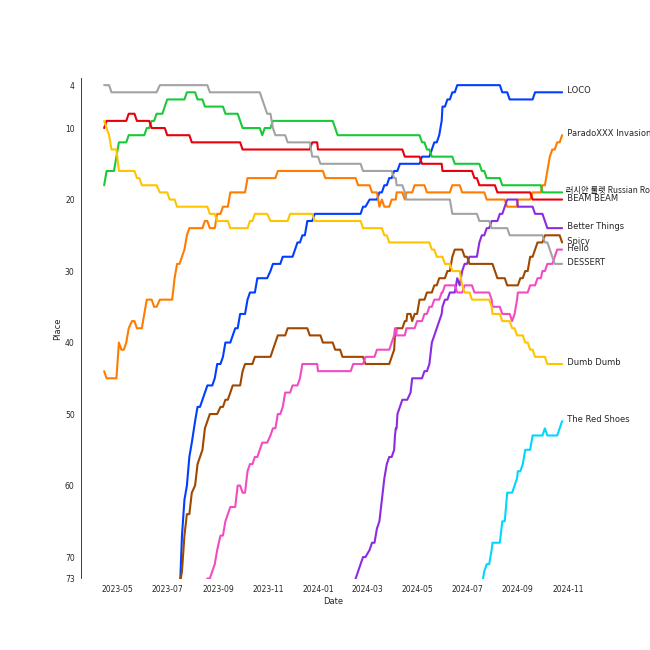 4
10
20
30
40
50
60
70
73
Place
LOCO
ParadoXXX Invasion
러시안 룰렛 Russian Ro
BEAM BEAM
Better Things
Spicy
Hello
DESSERT
Dumb Dumb
The Red Shoes
2023-05 2023-07 2023-09 2023-11 2024-01 2024-03 2024-05 2024-07 2024-09 2024-11
Date